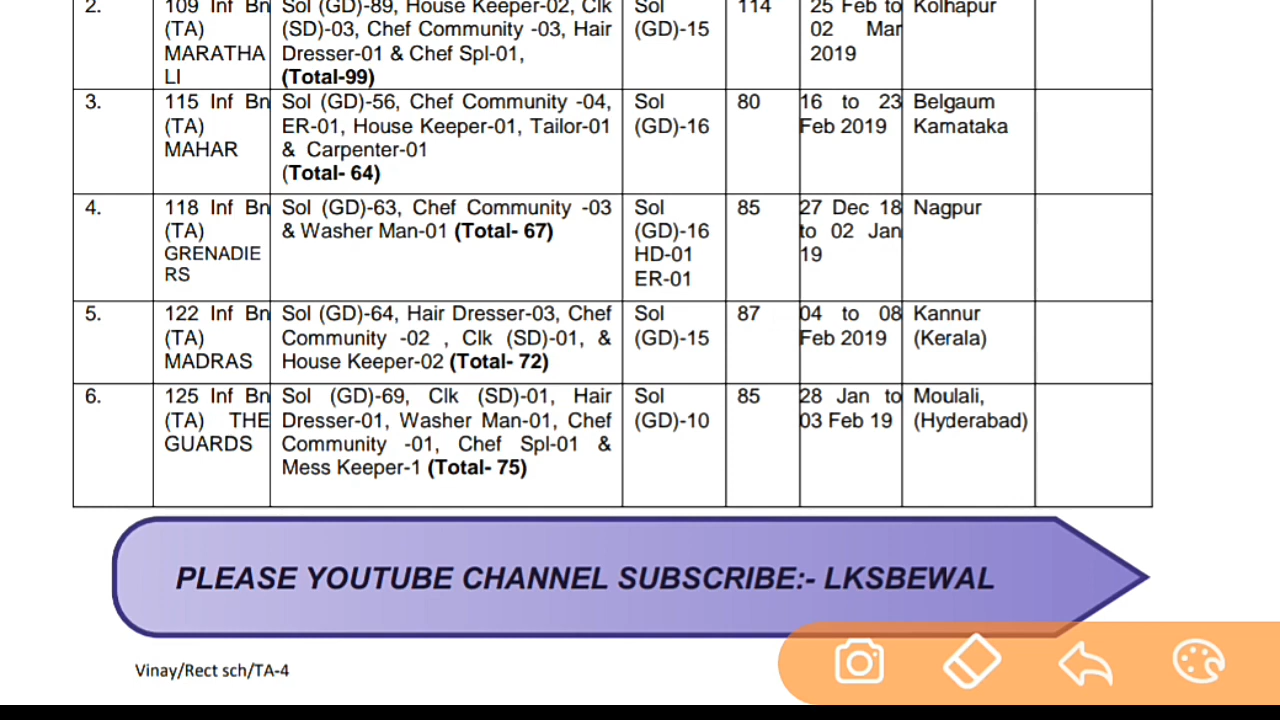 2.
109 Inf Bn
(TA)
MARATHA
LI
Sol (GD)-89, House Keeper-02, Clk
(SD)-03, Chef Community -03, Hair
Dresser-01 & Chef Spl-01,
(Total-99)
Sol
(GD)-15
114
25 Feb to
02 Mar
2019
Kolhapur
3.
115 Inf Bn
(TA)
MAHAR
Sol (GD)-56, Chef Community -04,
ER-01, House Keeper-01, Tailor-01
& Carpenter-01
(Total- 64)
Sol
(GD)-16
80
16 to 23
Feb 2019
Belgaum
Kamataka
4.
118 Inf Bn
(TA)
GRENADIE
RS
Sol (GD)-63, Chef Community -03
& Washer Man-01 (Total- 67)
Sol
(GD)-16
HD-01
ER-01
85
27 Dec 18
to 02 Jan
19
Nagpur
5.
122 Inf Bn
(TA)
MADRAS
Sol (GD)-64, Hair Dresser-03, Chef
Community -02 , Clk (SD)-01, &
House Keeper-02 (Total- 72)
Sol
(GD)-15
87
04 to 08
Feb 2019
Kannur
(Kerala)
6.
125 Inf Bn
(TA) THE
GUARDS
Sol (GD)-69, Clk (SD)-01, Hair
Dresser-01, Washer Man-01, Chef
Community -01, Chef Spl-01 &
Mess Keeper-1 (Total- 75)
Sol
(GD)-10
85
28 Jan to
03 Feb 19
Moulali,
(Hyderabad)
PLEASE YOUTUBE CHANNEL SUBSCRIBE:- LKSBEWAL
Vinay/Rect sch/TA-4